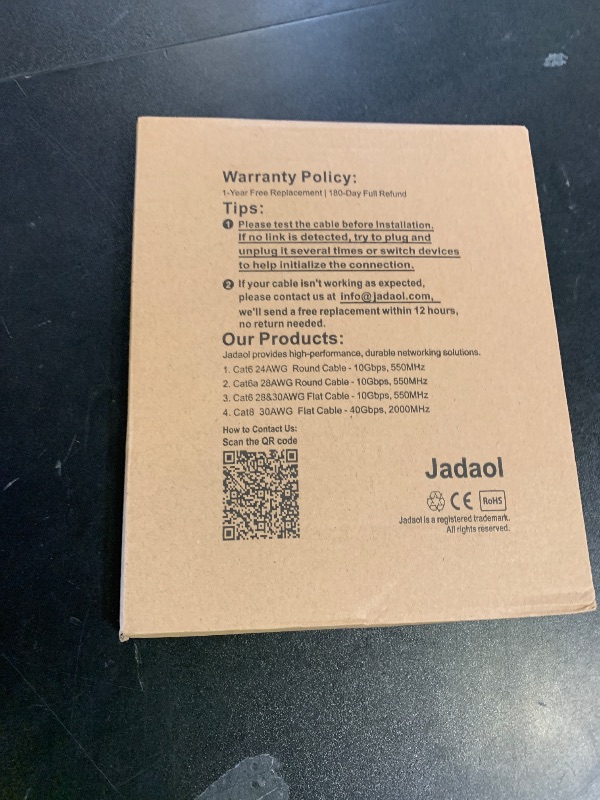 Warranty Policy:
1-Year Free Replacement | 180-Day Full Refund
Tips:
1 Please test the cable before Installation.
If no link is detected, try to plug and
unplug it several times or switch devices
to help initialize the connection.
2 If your cable isn't working as expected,
please contact us at info@jadaol.com,
we'll send a free replacement within 12 hours,
no return needed.
Our Products:
Jadaol provides high-performance, durable networking solutions.
1. Cat6 24AWG Round Cable - 10Gbps, 550MHz
2. Cat6a 28AWG Round Cable - 10Gbps, 550MHz
3. Cat6 28&30AWG Flat Cable - 10Gbps, 550MHz
4. Cat8 30AWG Flat Cable - 40Gbps, 2000MHz
How to Contact Us:
Scan the QR code
Jadaol
CE RoHS
Jadaol is a registered trademark.
All rights reserved.